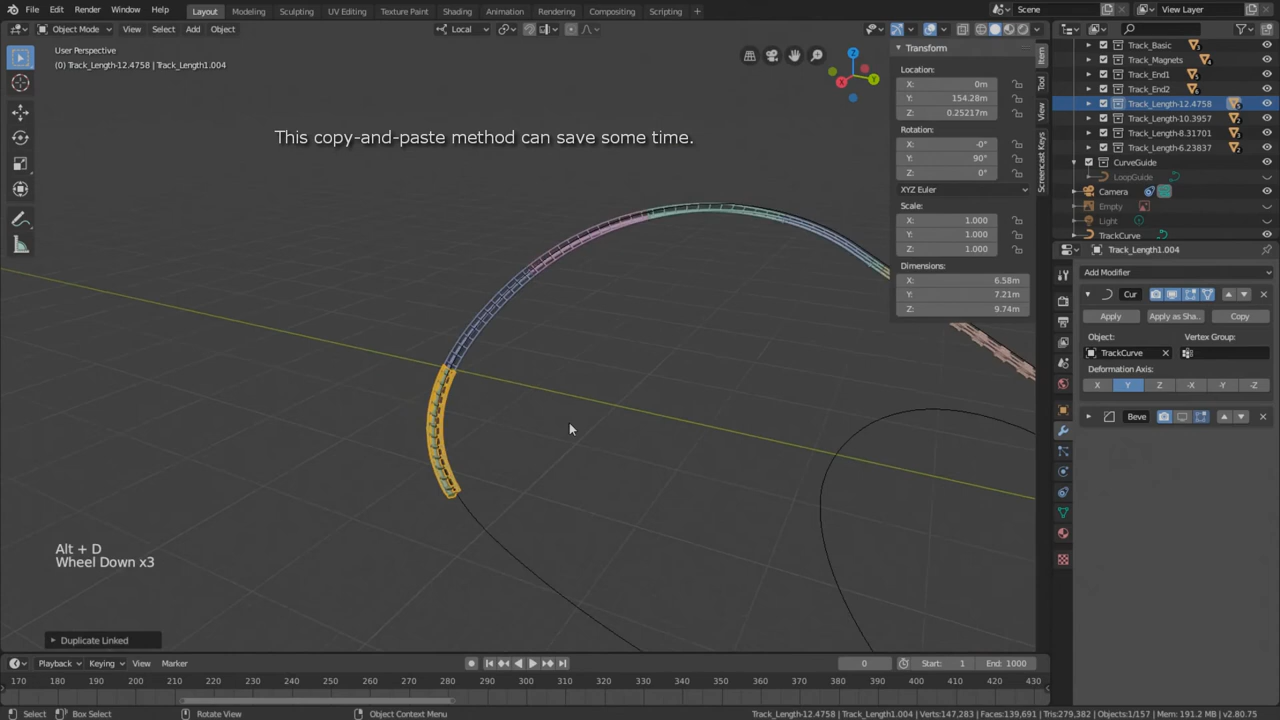 File Edit Render Window Help Layout Modeling Sculpting UV Editing Texture Paint Shading Animation Rendering Compositing Scripting + Scene View Layer
Object Mode View Select Add Object Local
User Perspective
(0) Track_Length-12.4758 | Track_Length1.004
This copy-and-paste method can save some time.
Z
Y
X
Transform
Location:
X: 0m
Y: 154.28m
Z: 0.25217m
Rotation:
X: -0°
Y: 90°
Z: 0°
XYZ Euler
Scale:
X: 1.000
Y: 1.000
Z: 1.000
Dimensions:
X: 6.58m
Y: 7.21m
Z: 9.74m
Item
Tool
View
Screencast Keys
Track_Basic
Track_Magnets
Track_End1
Track_End2
Track_Length-12.4758
Track_Length-10.3957
Track_Length-8.31701
Track_Length-6.23837
CurveGuide
LoopGuide
Camera
Empty
Light
TrackCurve
Track_Length1.004
Add Modifier
Cur
Apply Apply as Sha.. Copy
Object: Vertex Group:
TrackCurve
Deformation Axis:
X Y Z -X -Y -Z
Beve
Alt + D
Wheel Down x3
Duplicate Linked
Playback Keying View Marker 0 Start: 1 End: 1000
170 180 190 200 210 220 230 240 250 260 270 280 290 300 310 320 330 340 350 360 370 380 390 400 410 420 430
Select Box Select Rotate View Object Context Menu Track_Length-12.4758 | Track_Length1.004 | Verts:147,283 | Faces:139,691 | Tris:279,382 | Objects:1/157 | Mem: 191.2 MB | v2.80.75